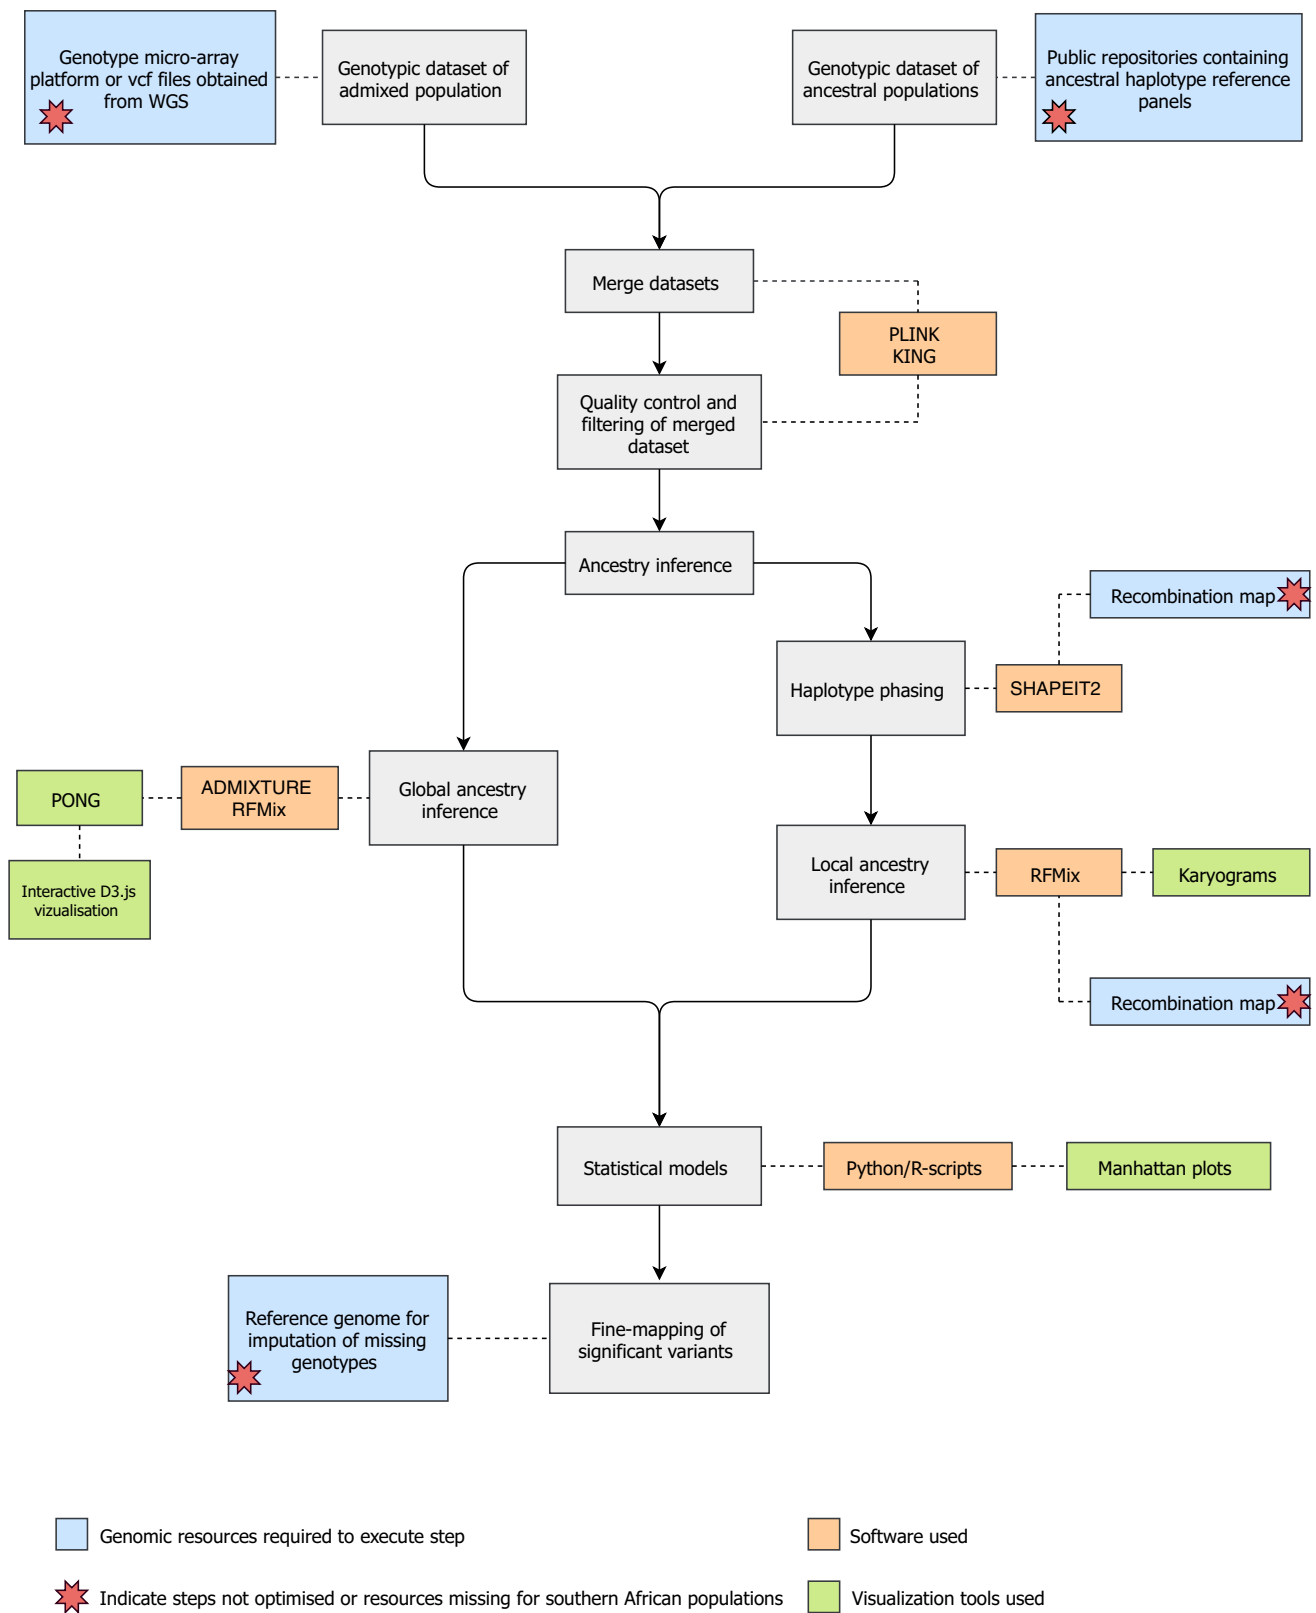 Genotype micro-array
platform or vcf files obtained
from WGS
Genotypic dataset of
admixed population
Genotypic dataset of
ancestral populations
Public repositories containing
ancestral haplotype reference
panels
Merge datasets
PLINK
KING
Quality control and
filtering of merged
dataset
Ancestry inference
Recombination map
Haplotype phasing
SHAPEIT2
PONG
ADMIXTURE
RFMix
Global ancestry
inference
Interactive D3.js
vizualisation
Local ancestry
inference
RFMix
Karyograms
Recombination map
Statistical models
Python/R-scripts
Manhattan plots
Reference genome for
imputation of missing
genotypes
Fine-mapping of
significant variants
Genomic resources required to execute step
Software used
Indicate steps not optimised or resources missing for southern African populations
Visualization tools used